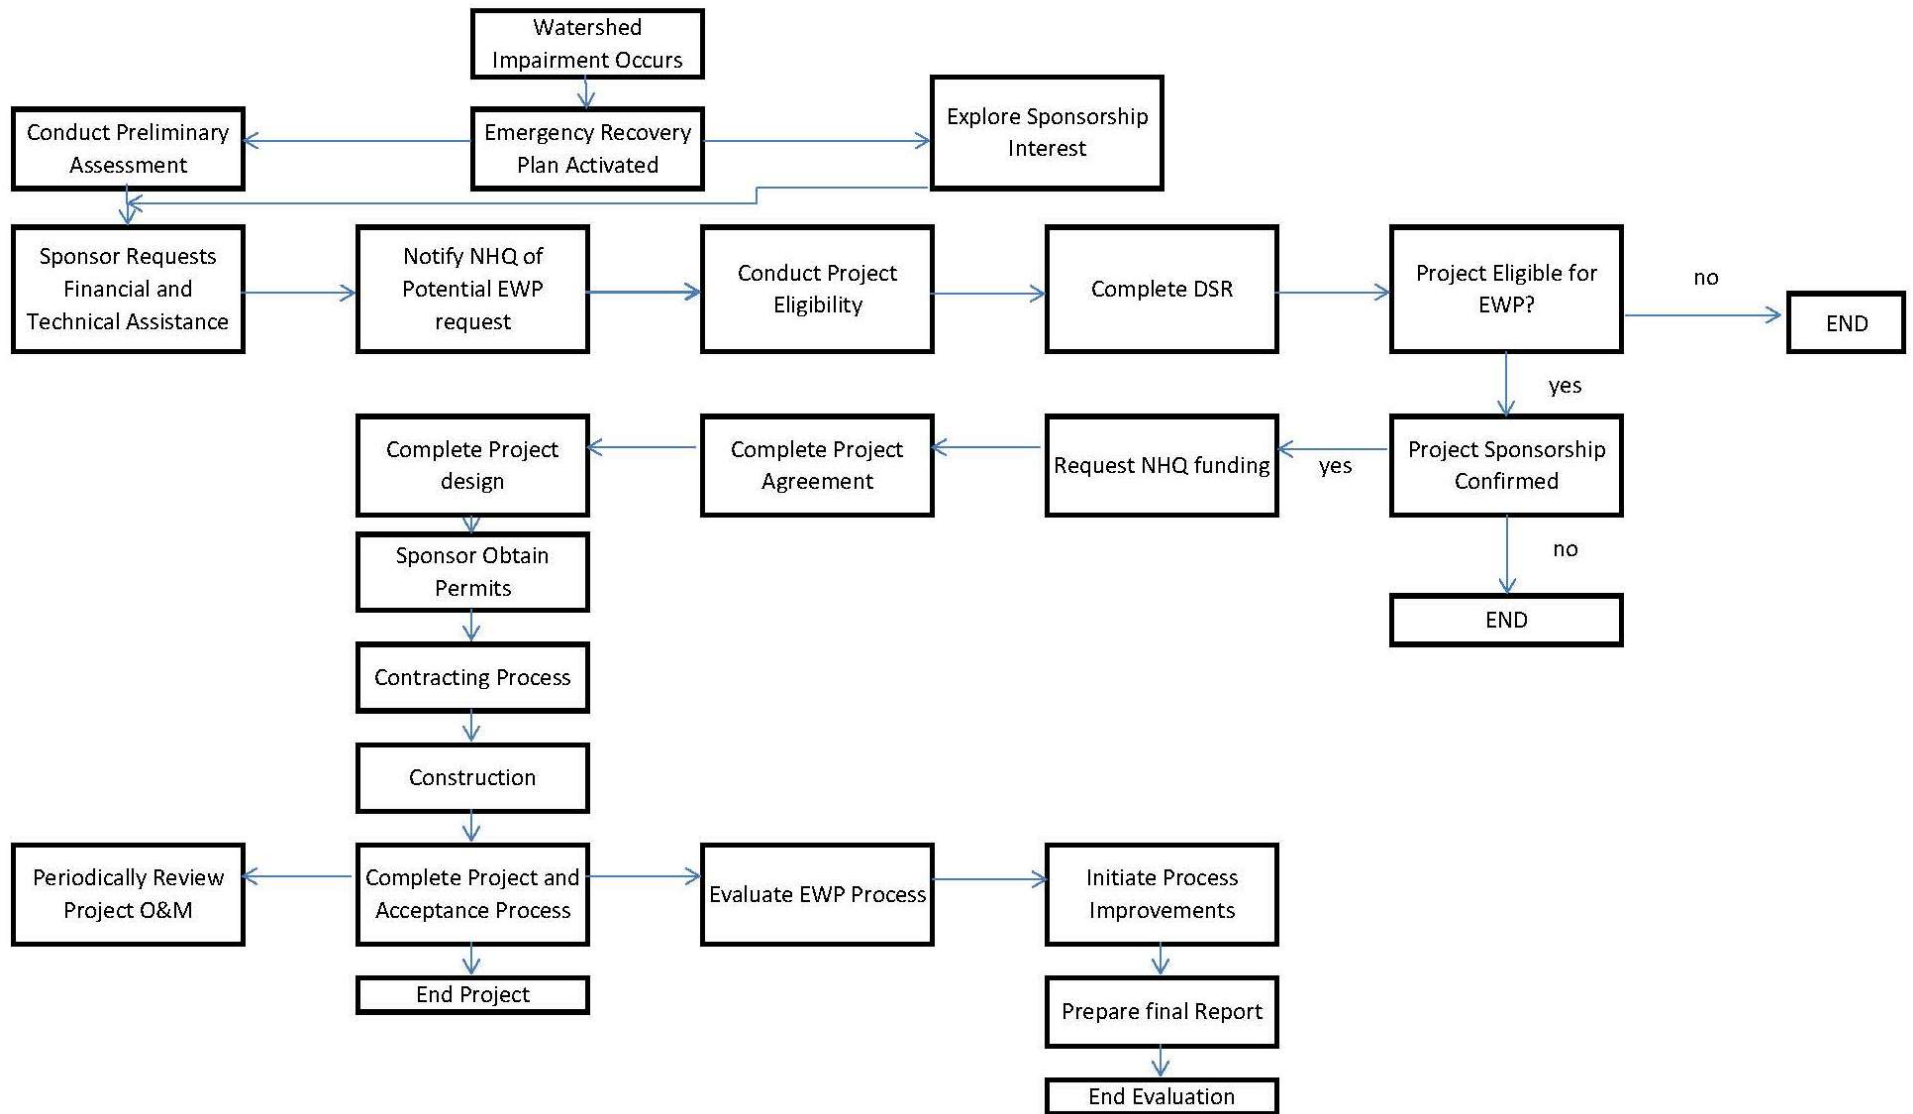 Watershed
Impairment Occurs
Conduct Preliminary
Assessment
Emergency Recovery
Plan Activated
Explore Sponsorship
Interest
Sponsor Requests
Financial and
Technical Assistance
Notify NHQ of
Potential EWP
request
Conduct Project
Eligibility
Complete DSR
Project Eligible for
EWP?
no
END
yes
Complete Project
design
Complete Project
Agreement
Request NHQ funding
yes
Project Sponsorship
Confirmed
no
END
Sponsor Obtain
Permits
Contracting Process
Construction
Periodically Review
Project O&M
Complete Project and
Acceptance Process
Evaluate EWP Process
Initiate Process
Improvements
End Project
Prepare final Report
End Evaluation